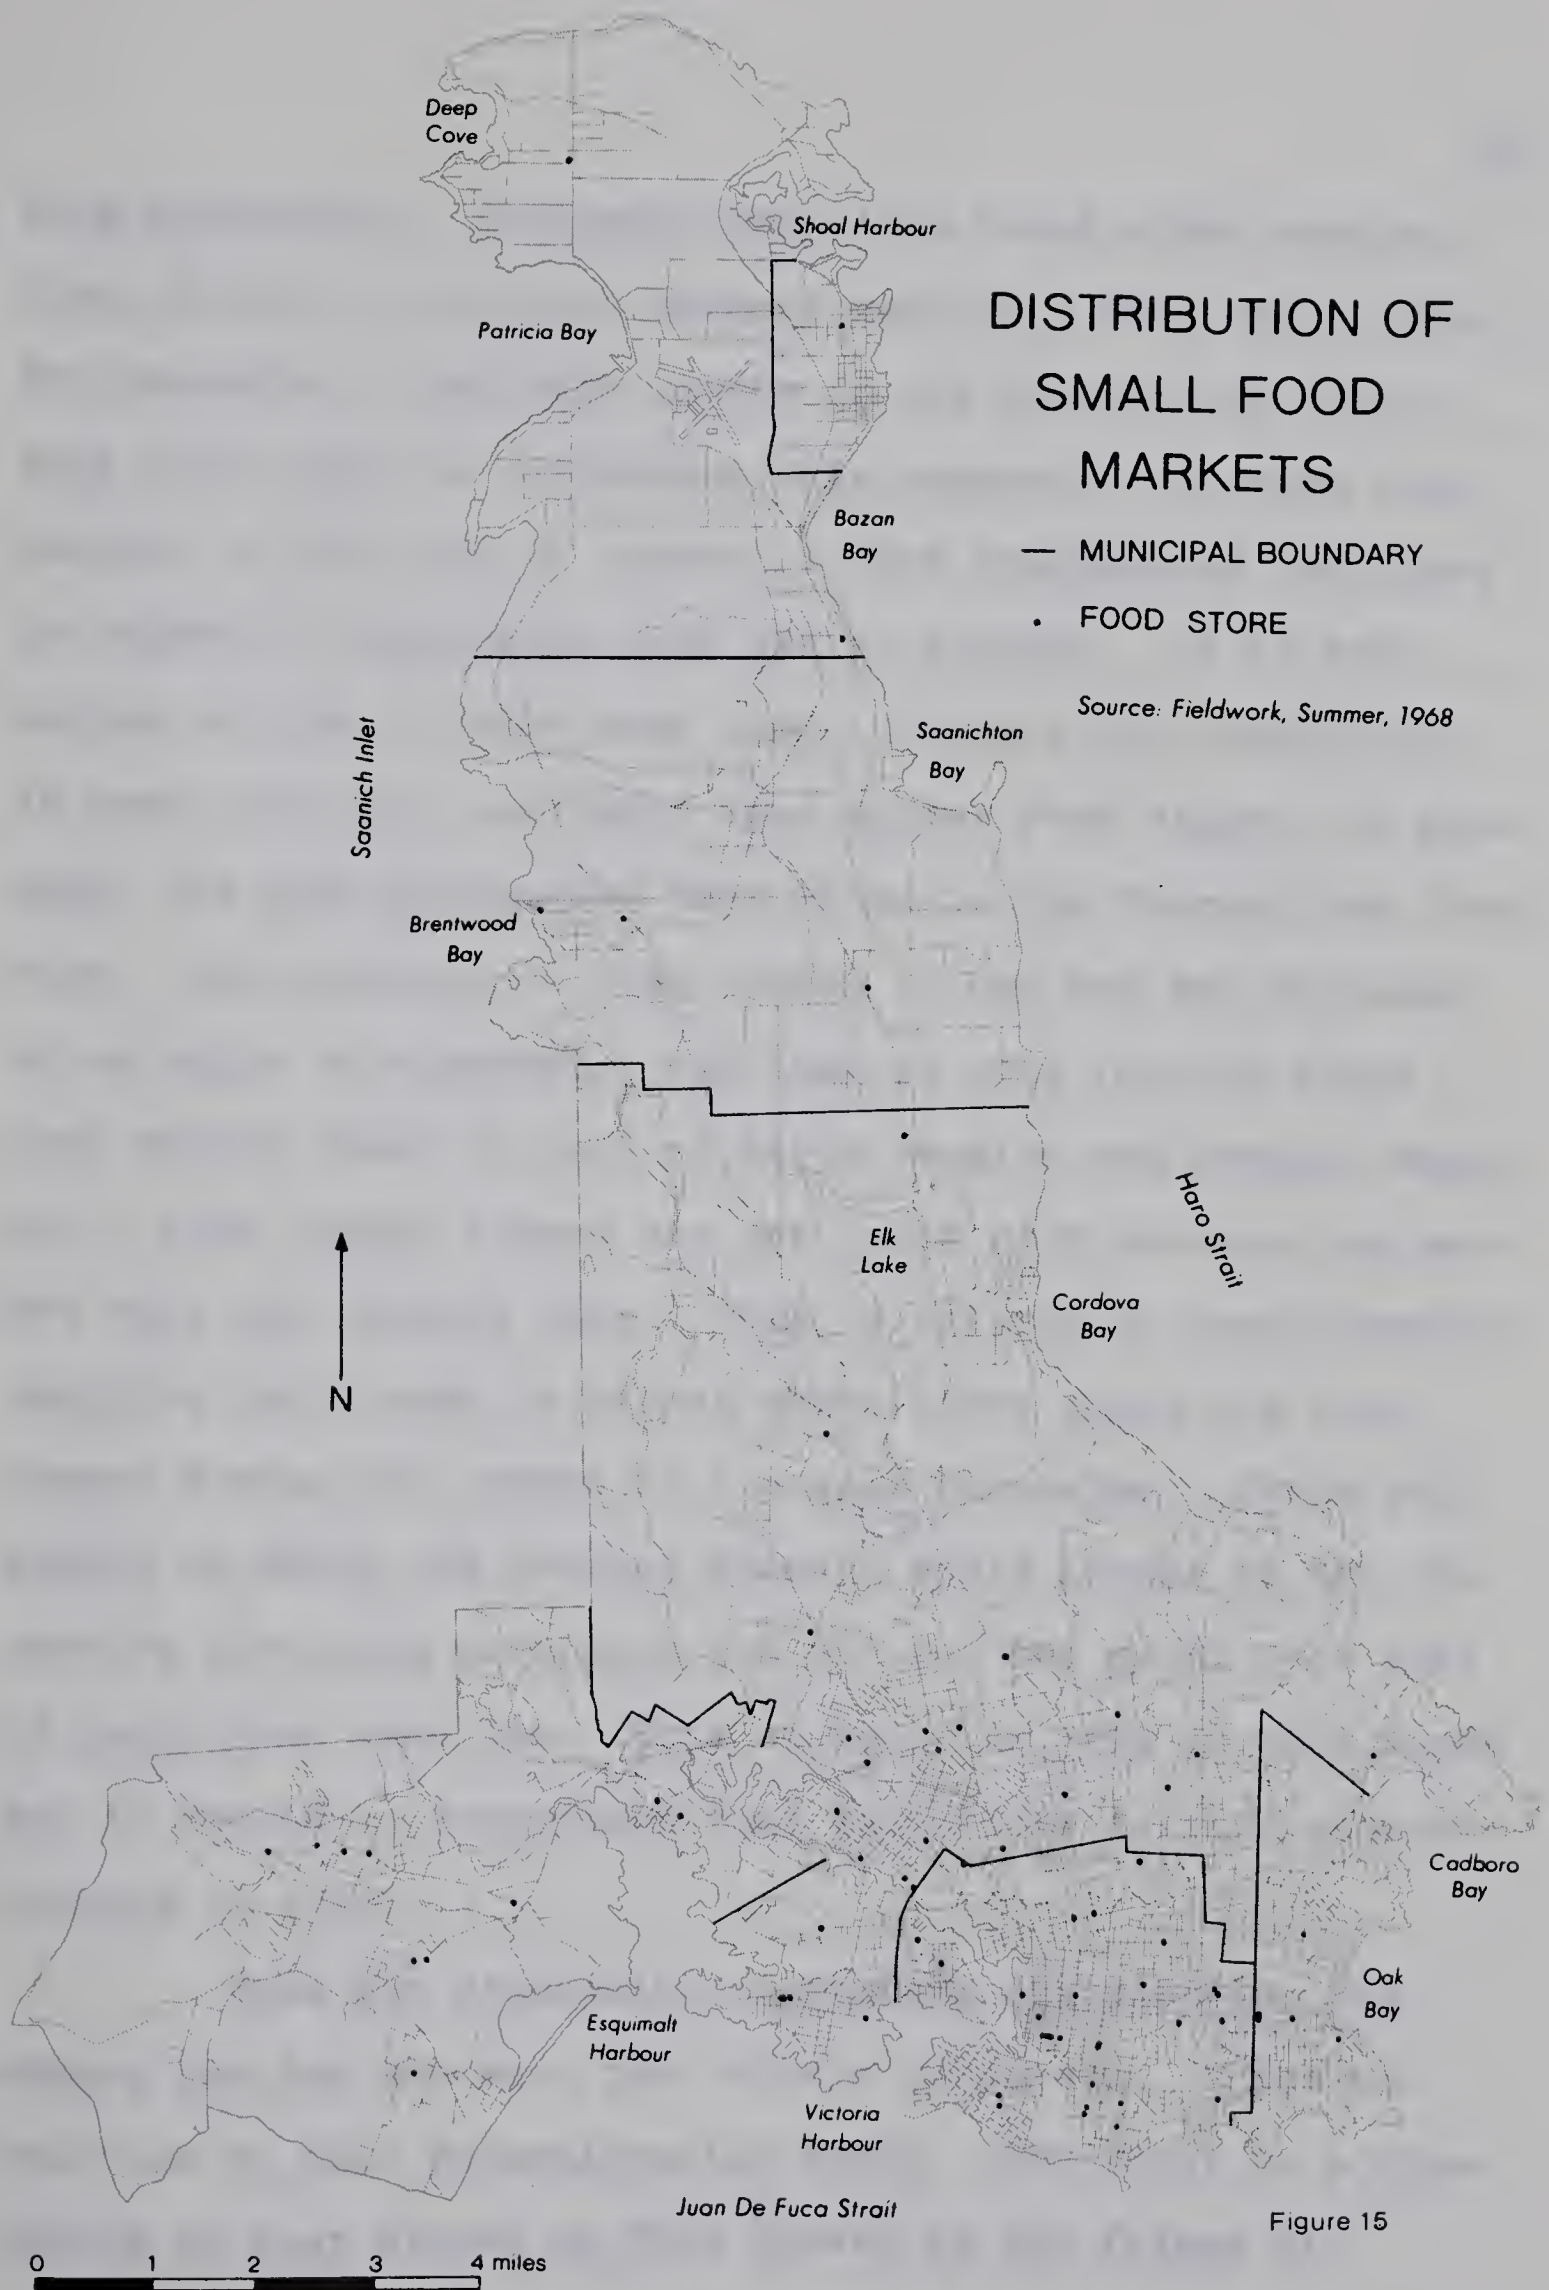 Deep
Cove
Shoal Harbour
Patricia Bay
DISTRIBUTION OF
SMALL FOOD
MARKETS
Bazan
Bay
— MUNICIPAL BOUNDARY
• FOOD STORE
Source: Fieldwork, Summer, 1968
Saanich Inlet
Saanichton
Bay
Brentwood
Bay
Haro Strait
Elk
Lake
Cordova
Bay
N
Cadboro
Bay
Oak
Bay
Esquimalt
Harbour
Victoria
Harbour
Juan De Fuca Strait
Figure 15
0 1 2 3 4 miles